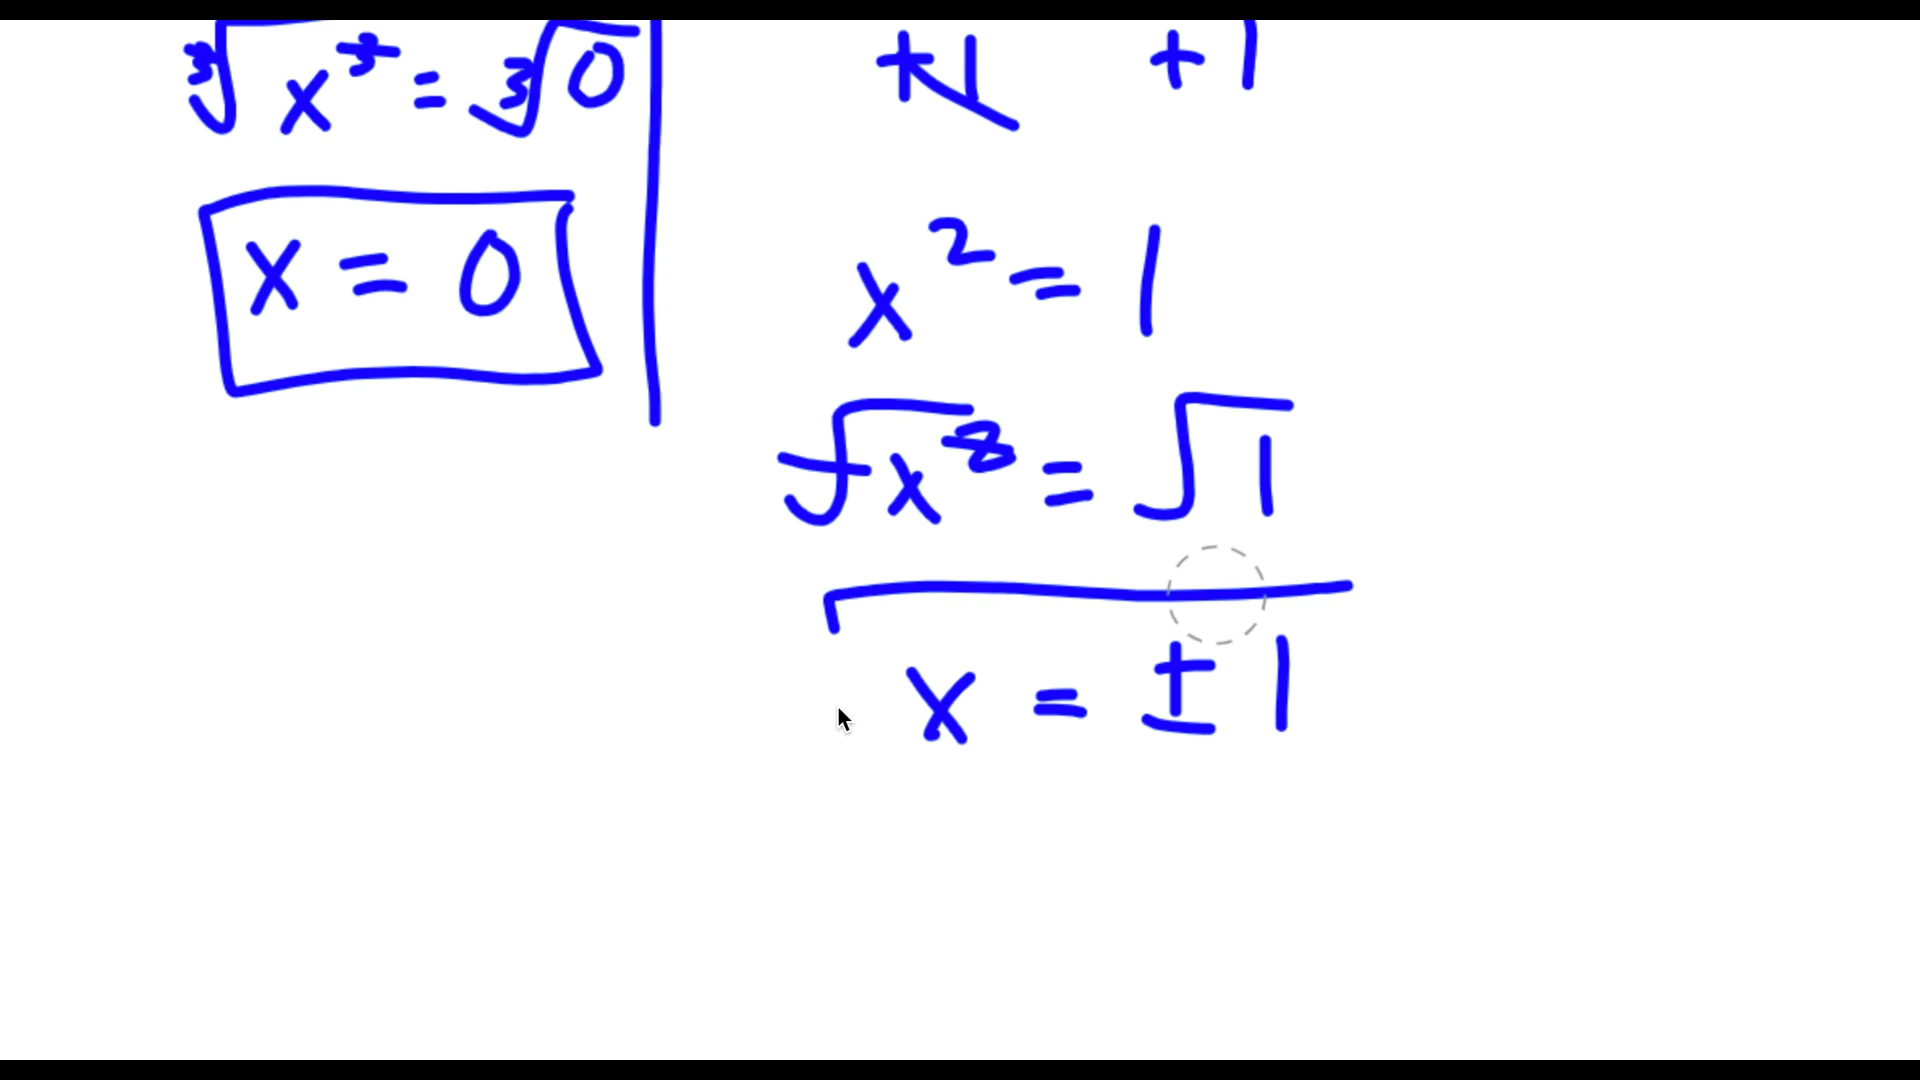 ∛x³ = ∛0
x = 0
+1 +1
x² = 1
√x² = √1
x = ± 1